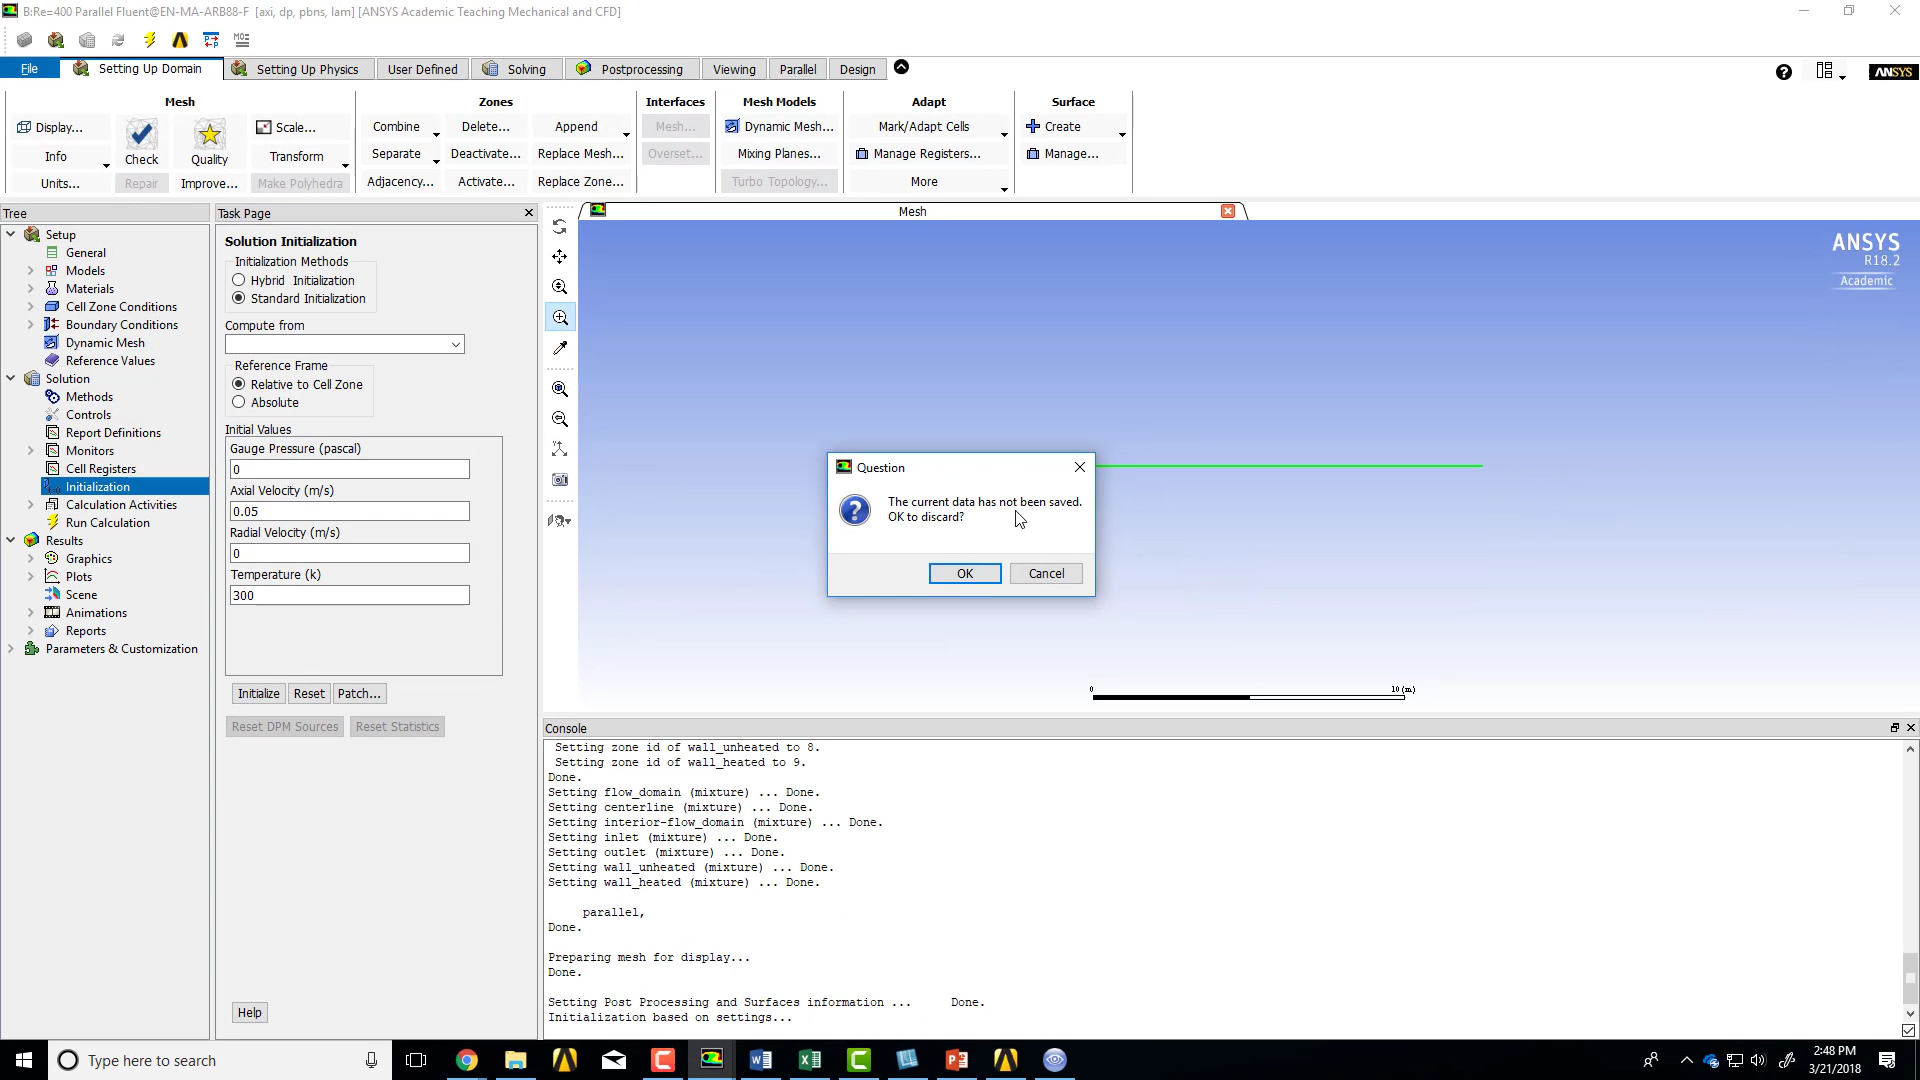 B:Re=400 Parallel Fluent@EN-MA-ARB88-F [axi, dp, pbns, lam] [ANSYS Academic Teaching Mechanical and CFD]
File
Setting Up Domain
Setting Up Physics
User Defined
Solving
Postprocessing
Viewing
Parallel
Design
ANSYS
Mesh
Zones
Interfaces
Mesh Models
Adapt
Surface
Display...
Info
Units...
Check
Repair
Quality
Improve...
Scale...
Transform
Make Polyhedra
Combine
Separate
Adjacency...
Delete...
Deactivate...
Activate...
Append
Replace Mesh...
Replace Zone...
Mesh...
Overset...
Dynamic Mesh...
Mixing Planes...
Turbo Topology...
Mark/Adapt Cells
Manage Registers...
More
Create
Manage...
Tree
Setup
General
Models
Materials
Cell Zone Conditions
Boundary Conditions
Dynamic Mesh
Reference Values
Solution
Methods
Controls
Report Definitions
Monitors
Cell Registers
Initialization
Calculation Activities
Run Calculation
Results
Graphics
Plots
Scene
Animations
Reports
Parameters & Customization
Task Page
Solution Initialization
Initialization Methods
Hybrid Initialization
Standard Initialization
Compute from
Reference Frame
Relative to Cell Zone
Absolute
Initial Values
Gauge Pressure (pascal)
0
Axial Velocity (m/s)
0.05
Radial Velocity (m/s)
0
Temperature (k)
300
Initialize
Reset
Patch...
Reset DPM Sources
Reset Statistics
Help
Mesh
ANSYS
R18.2
Academic
Question
The current data has not been saved.
OK to discard?
OK
Cancel
0
10 (m)
Console
Setting zone id of wall_unheated to 8.
Setting zone id of wall_heated to 9.
Done.
Setting flow_domain (mixture) ... Done.
Setting centerline (mixture) ... Done.
Setting interior-flow_domain (mixture) ... Done.
Setting inlet (mixture) ... Done.
Setting outlet (mixture) ... Done.
Setting wall_unheated (mixture) ... Done.
Setting wall_heated (mixture) ... Done.
parallel,
Done.
Preparing mesh for display...
Done.
Setting Post Processing and Surfaces information ... Done.
Initialization based on settings...
Type here to search
2:48 PM
3/21/2018